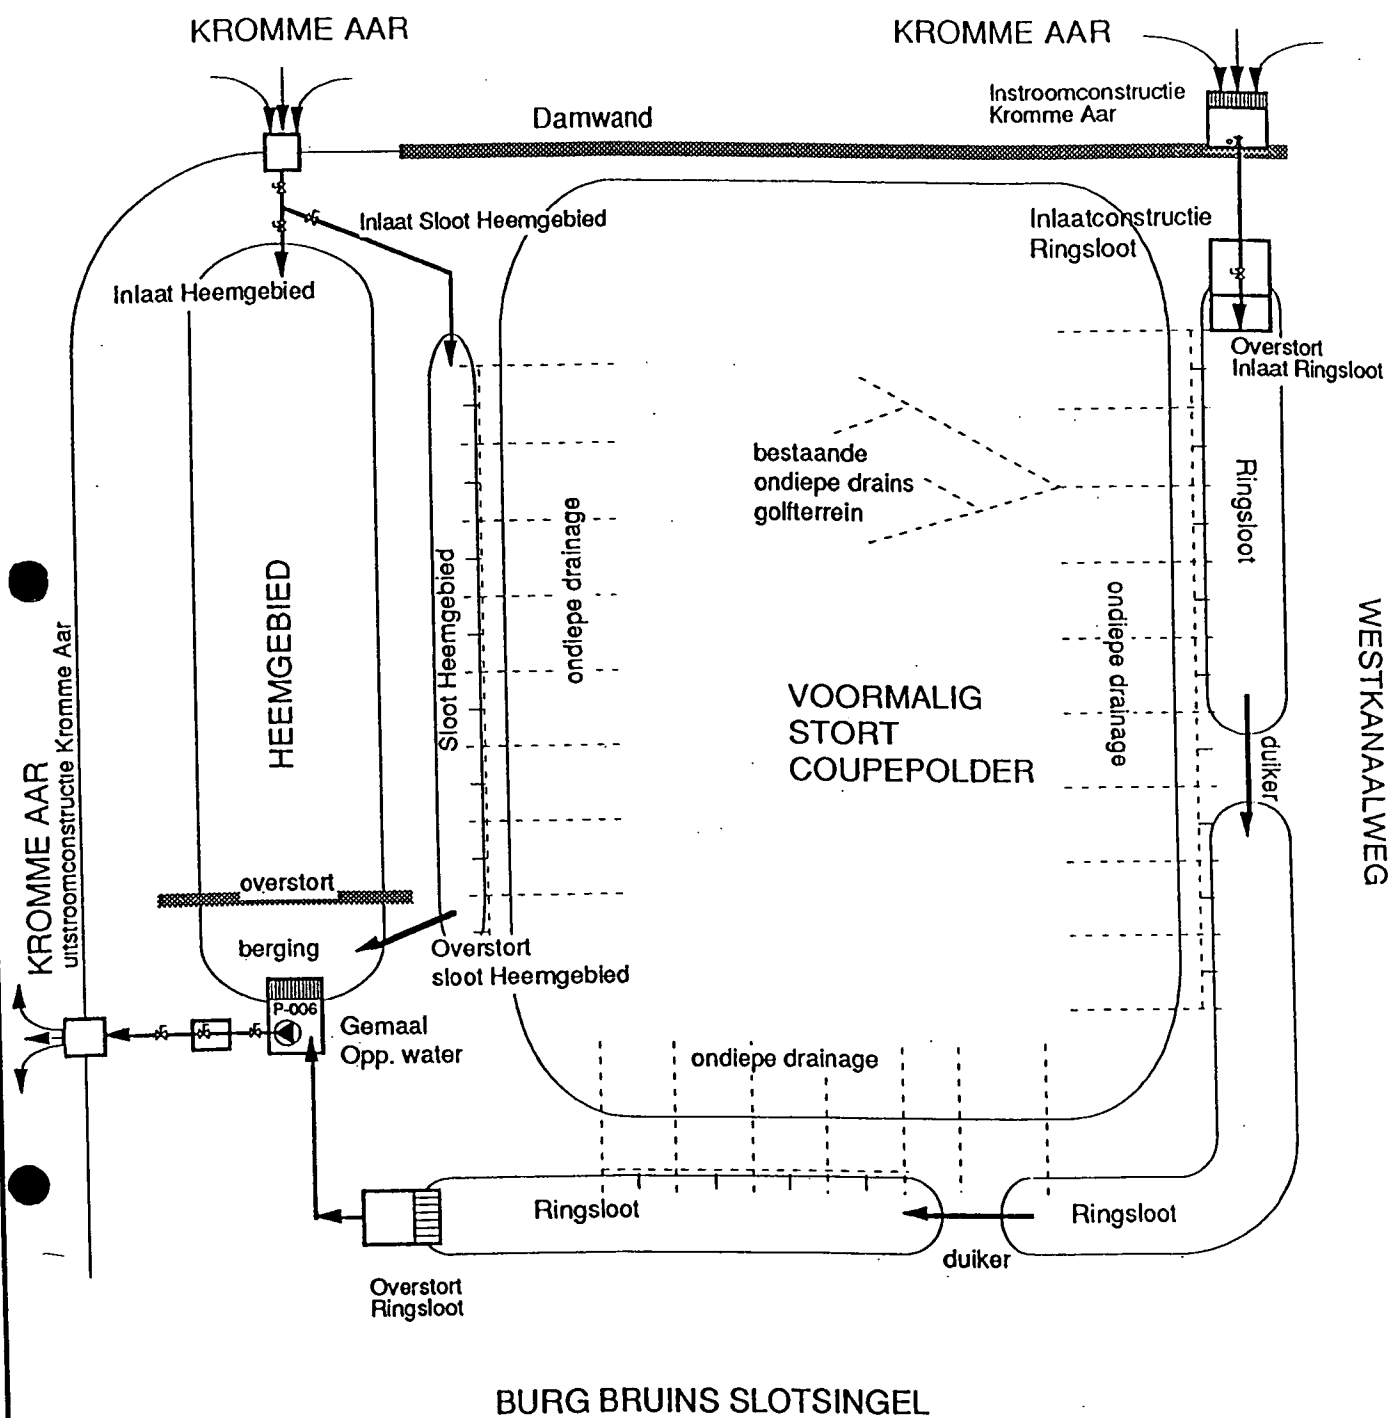 KROMME AAR
KROMME AAR
Instroomconstructie
Kromme Aar
Damwand
Inlaat Sloot Heemgebied
Inlaatconstructie
Ringsloot
Inlaat Heemgebied
Overstort
Inlaat Ringsloot
bestaande
ondiepe drains
golfterrein
Ringsloot
HEEMGEBIED
Sloot Heemgebied
ondiepe drainage
ondiepe drainage
VOORMALIG
STORT
COUPEPOLDER
WESTKANAALWEG
duiker
KROMME AAR
uitstroomconstructie Kromme Aar
overstort
berging
Overstort
sloot Heemgebied
P-006
Gemaal
Opp. water
ondiepe drainage
Ringsloot
Ringsloot
duiker
Overstort
Ringsloot
BURG BRUINS SLOTSINGEL